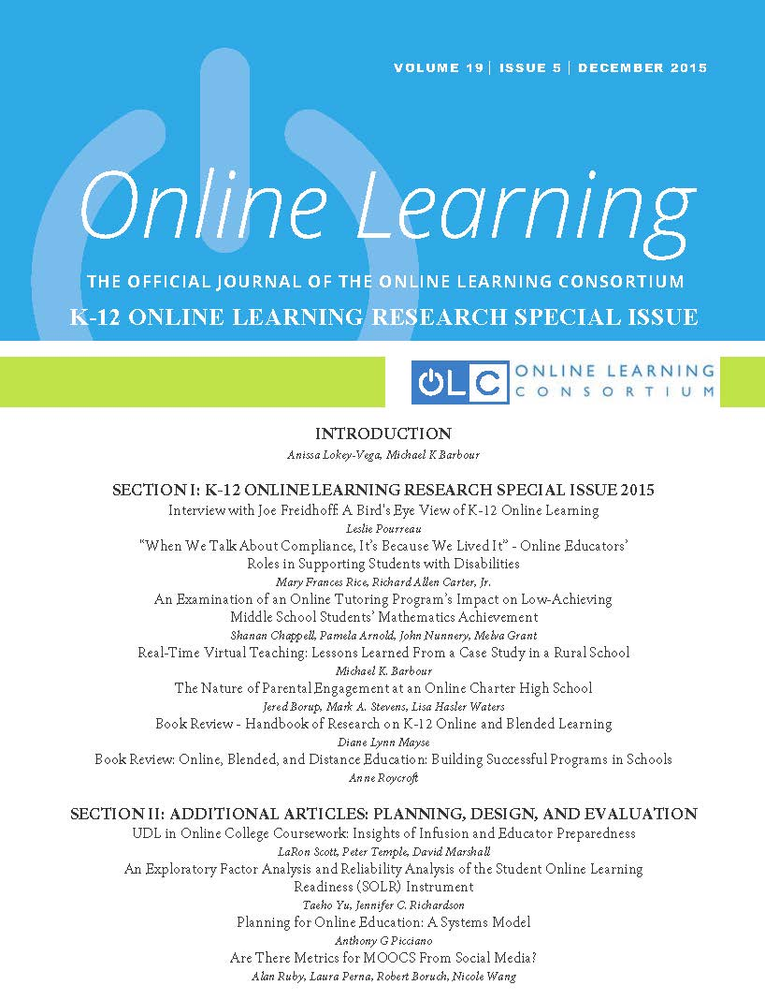 VOLUME 19 | ISSUE 5 | DECEMBER 2015
Online Learning
THE OFFICIAL JOURNAL OF THE ONLINE LEARNING CONSORTIUM
K-12 ONLINE LEARNING RESEARCH SPECIAL ISSUE
OLC ONLINE LEARNING
CONSORTIUM
INTRODUCTION
Anissa Lokey-Vega, Michael K Barbour
SECTION I: K-12 ONLINE LEARNING RESEARCH SPECIAL ISSUE 2015
Interview with Joe Freidhoff: A Bird's Eye View of K-12 Online Learning
Leslie Pourreau
“When We Talk About Compliance, It’s Because We Lived It” - Online Educators’
Roles in Supporting Students with Disabilities
Mary Frances Rice, Richard Allen Carter, Jr.
An Examination of an Online Tutoring Program’s Impact on Low-Achieving
Middle School Students’ Mathematics Achievement
Shanan Chappell, Pamela Arnold, John Nunnery, Melva Grant
Real-Time Virtual Teaching: Lessons Learned From a Case Study in a Rural School
Michael K. Barbour
The Nature of Parental Engagement at an Online Charter High School
Jered Borup, Mark A. Stevens, Lisa Hasler Waters
Book Review - Handbook of Research on K-12 Online and Blended Learning
Diane Lynn Mayse
Book Review: Online, Blended, and Distance Education: Building Successful Programs in Schools
Anne Roycroft
SECTION II: ADDITIONAL ARTICLES: PLANNING, DESIGN, AND EVALUATION
UDL in Online College Coursework: Insights of Infusion and Educator Preparedness
LaRon Scott, Peter Temple, David Marshall
An Exploratory Factor Analysis and Reliability Analysis of the Student Online Learning
Readiness (SOLR) Instrument
Taeho Yu, Jennifer C. Richardson
Planning for Online Education: A Systems Model
Anthony G Picciano
Are There Metrics for MOOCS From Social Media?
Alan Ruby, Laura Perna, Robert Boruch, Nicole Wang